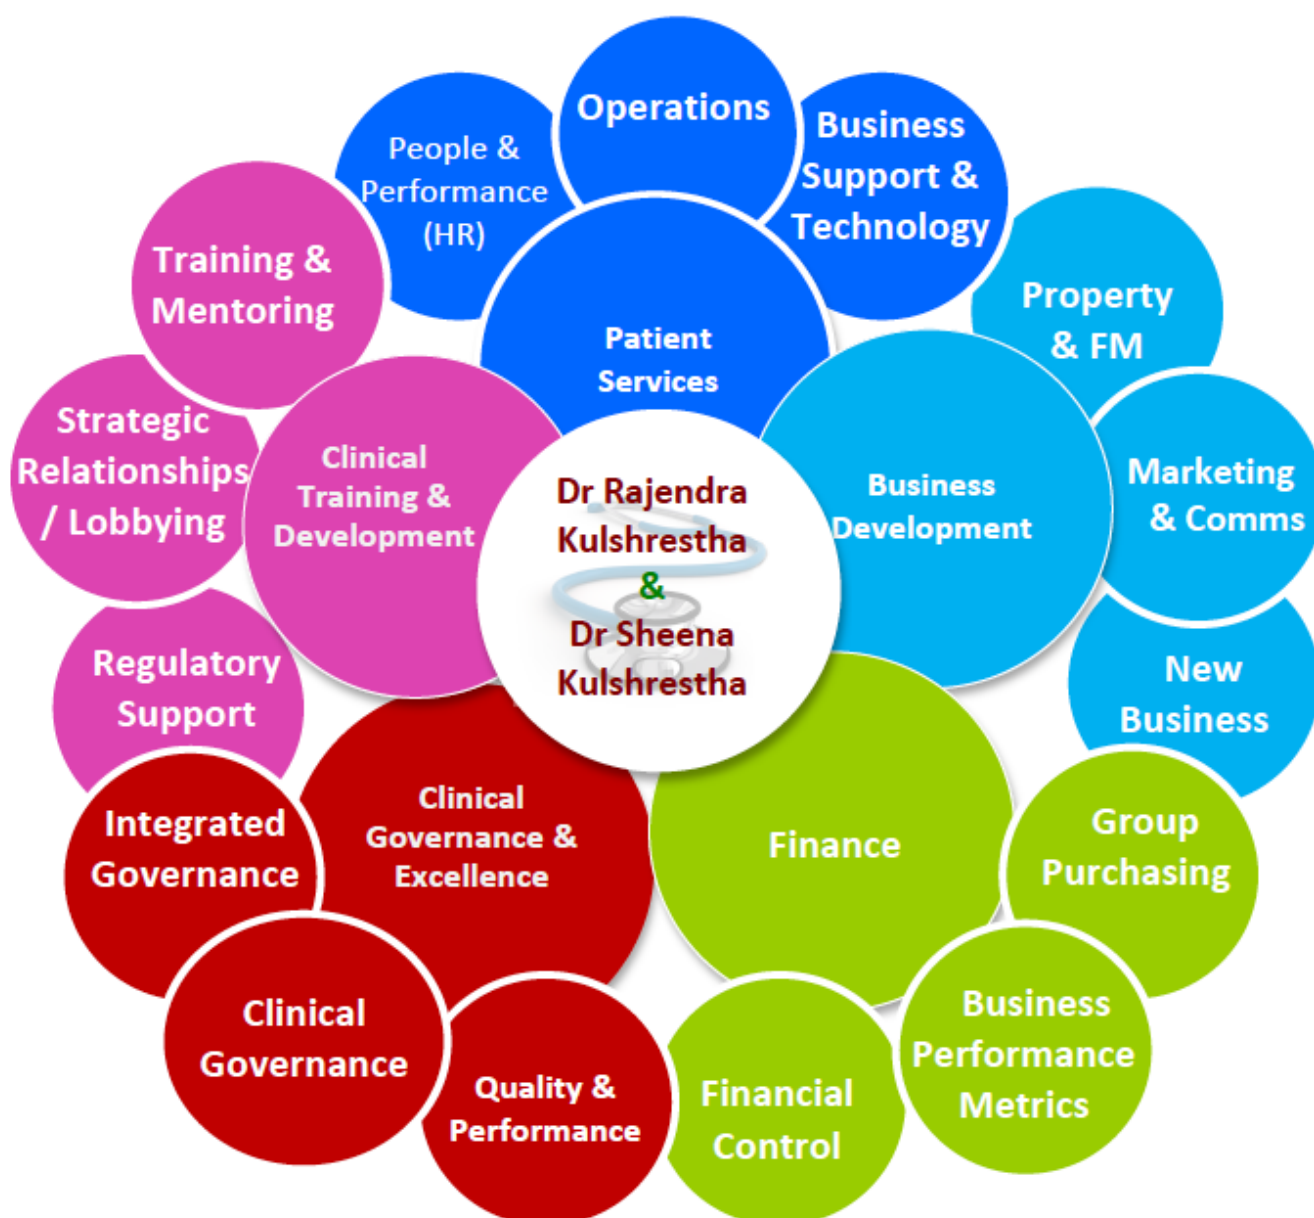 Operations
People &
Performance
(HR)
Business
Support &
Technology
Training &
Mentoring
Property
& FM
Patient
Services
Strategic
Relationships
/ Lobbying
Clinical
Training &
Development
Dr Rajendra
Kulshrestha
&
Dr Sheena
Kulshrestha
Business
Development
Marketing
& Comms
Regulatory
Support
New
Business
Integrated
Governance
Clinical
Governance &
Excellence
Finance
Group
Purchasing
Clinical
Governance
Quality &
Performance
Financial
Control
Business
Performance
Metrics